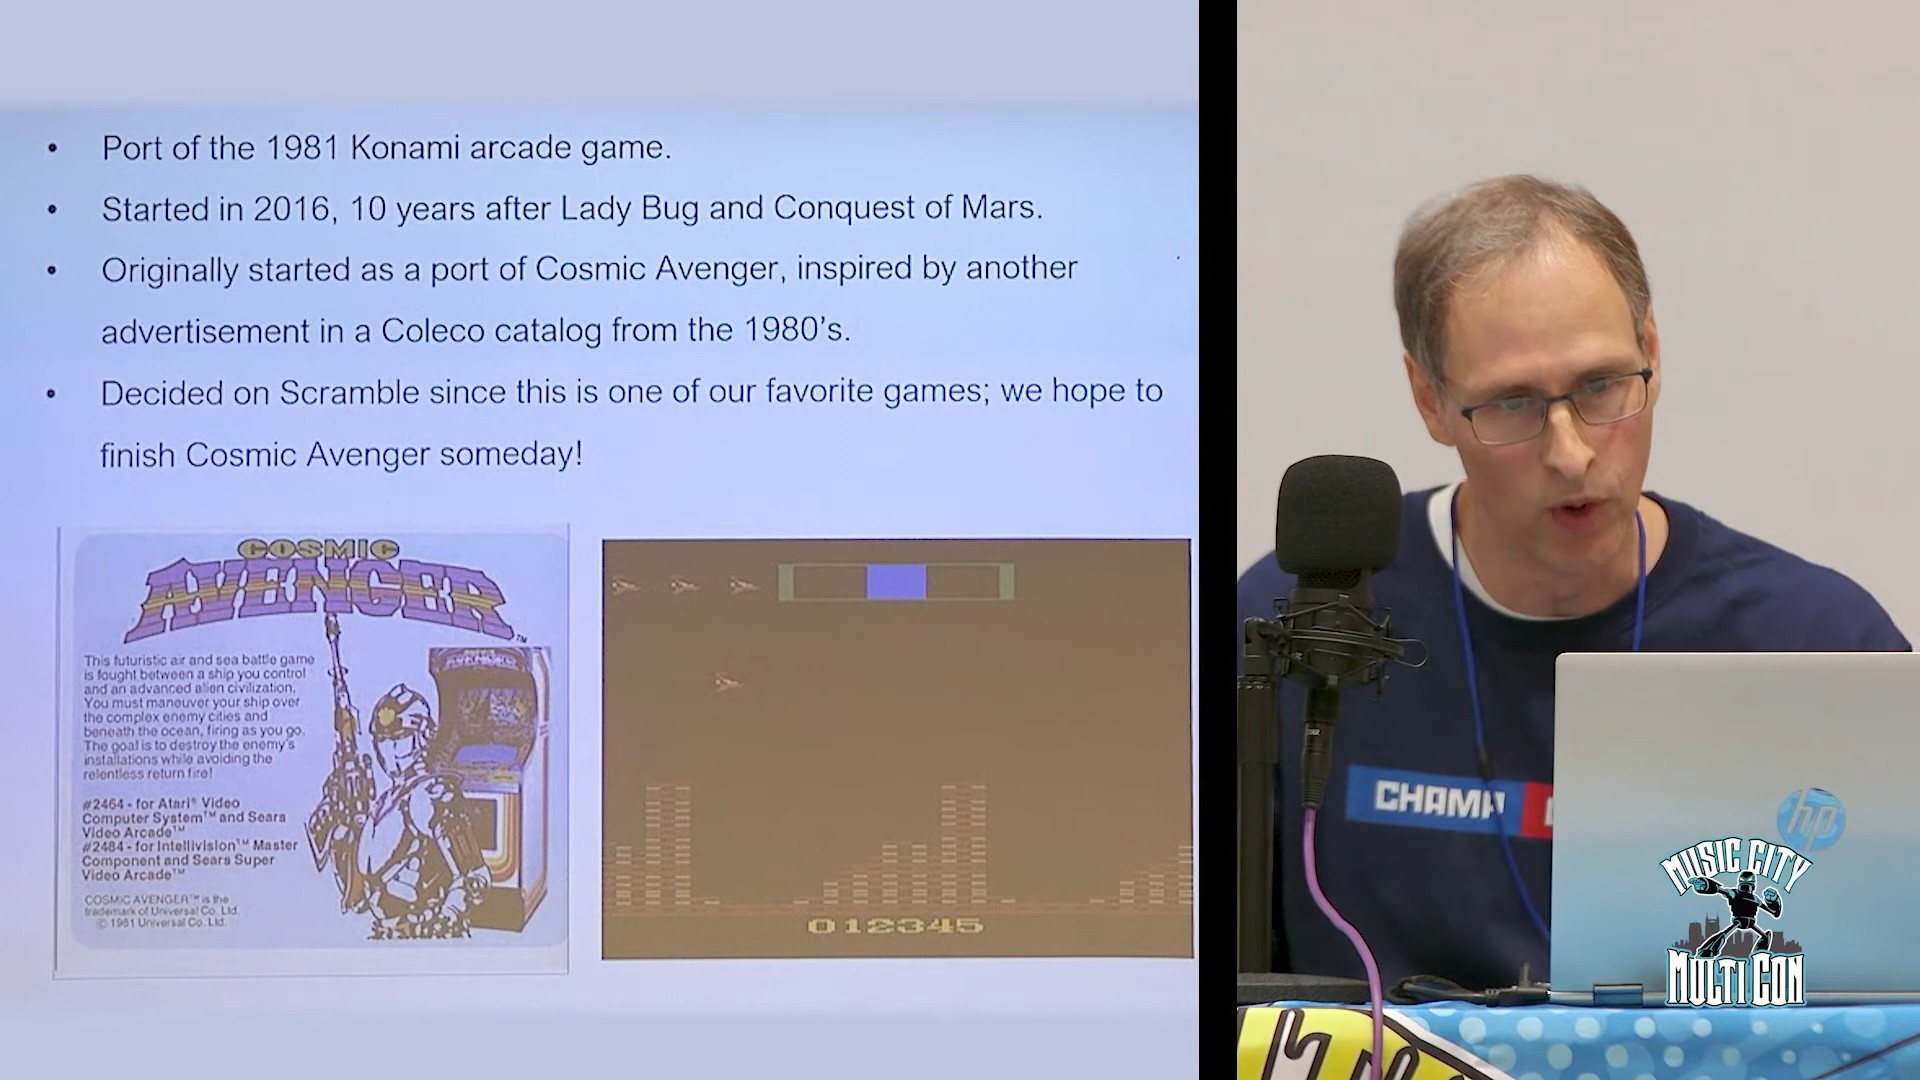 • Port of the 1981 Konami arcade game.
• Started in 2016, 10 years after Lady Bug and Conquest of Mars.
• Originally started as a port of Cosmic Avenger, inspired by another
advertisement in a Coleco catalog from the 1980's.
• Decided on Scramble since this is one of our favorite games; we hope to
finish Cosmic Avenger someday!
COSMIC
AVENGER™
This futuristic air and sea battle game
is fought between a ship you control
and an advanced alien civilization.
You must maneuver your ship over
the complex enemy cities and
beneath the ocean, firing as you go.
The goal is to destroy the enemy's
installations while avoiding the
relentless return fire!
#2464 - for Atari® Video
Computer System™ and Sears
Video Arcade™
#2484 - for Intellivision™ Master
Component and Sears Super
Video Arcade™
COSMIC AVENGER™ is the
trademark of Universal Co. Ltd.
© 1981 Universal Co. Ltd.
012345
CHAMP
hp
MUSIC CITY
MULTI CON